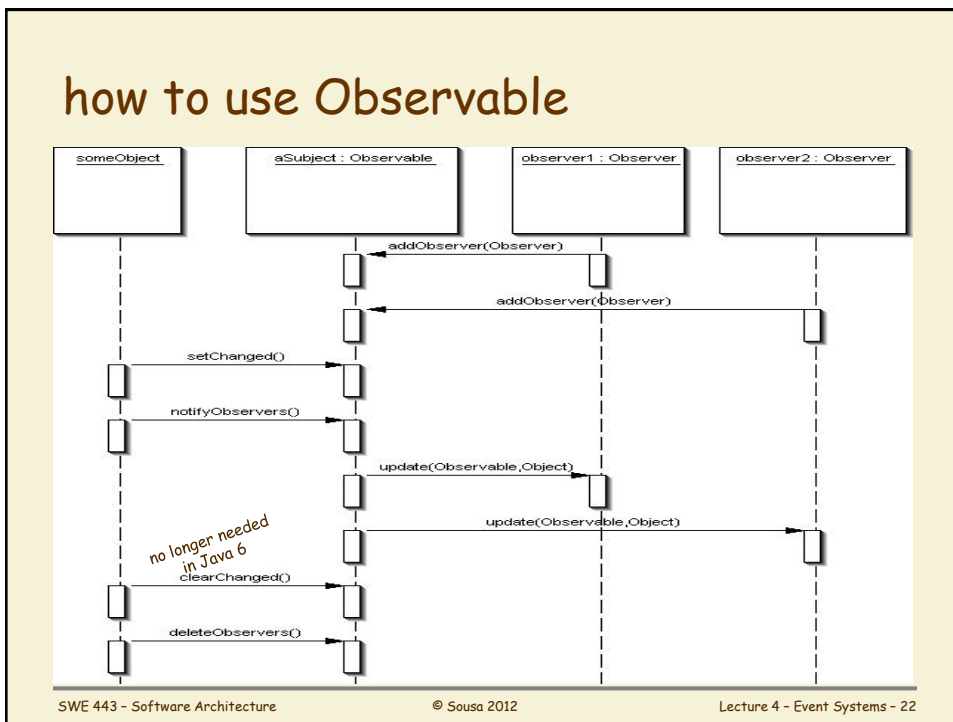 how to use Observable
someObject
aSubject : Observable
observer1 : Observer
observer2 : Observer
addObserver(Observer)
addObserver(Observer)
setChanged()
notifyObservers()
update(Observable,Object)
update(Observable,Object)
no longer needed
in Java 6
clearChanged()
deleteObservers()
SWE 443 – Software Architecture
© Sousa 2012
Lecture 4 – Event Systems – 22